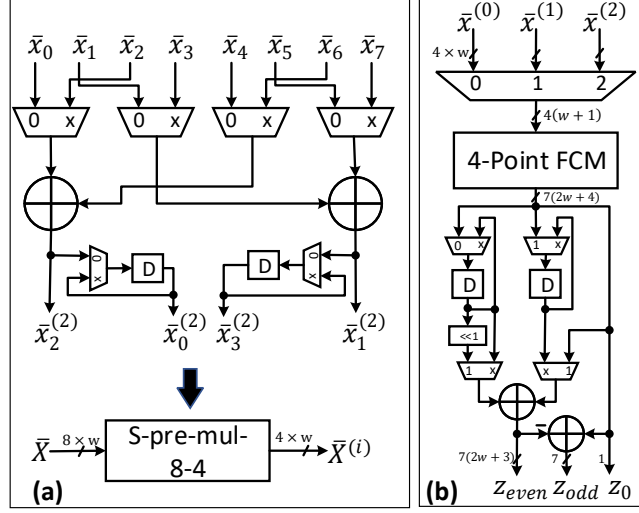 x̄₀ x̄₁ x̄₂ x̄₃ x̄₄ x̄₅ x̄₆ x̄₇
0 x 0 x 0 x 0 x
0 x D D 0 x
x̄₂⁽²⁾ x̄₀⁽²⁾ x̄₃⁽²⁾ x̄₁⁽²⁾
X̄ 8 × w S-pre-mul-
8-4 4 × w X̄⁽ⁱ⁾
(a)
x̄⁽⁰⁾ x̄⁽¹⁾ x̄⁽²⁾
4 × w
0 1 2
4(w + 1)
4-Point FCM
7(2w + 4)
0 x 1 x
D D
<<1
1 x x 1
−
7(2w + 3) 7 1
(b) z_even z_odd z₀